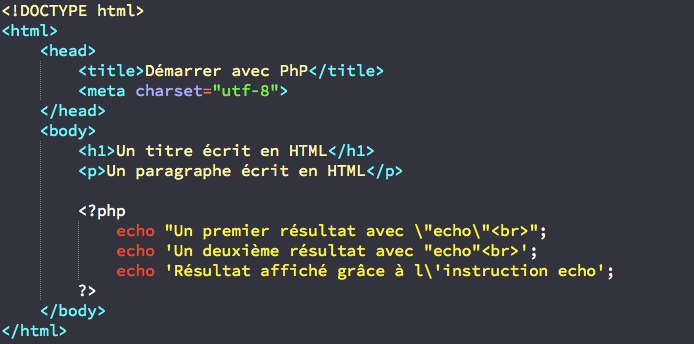 <!DOCTYPE html>
<html>
<head>
<title>Démarrer avec PhP</title>
<meta charset="utf-8">
</head>
<body>
<h1>Un titre écrit en HTML</h1>
<p>Un paragraphe écrit en HTML</p>
<?php
echo "Un premier résultat avec \"echo\"<br>";
echo 'Un deuxième résultat avec "echo"<br>';
echo 'Résultat affiché grâce à l\'instruction echo';
?>
</body>
</html>